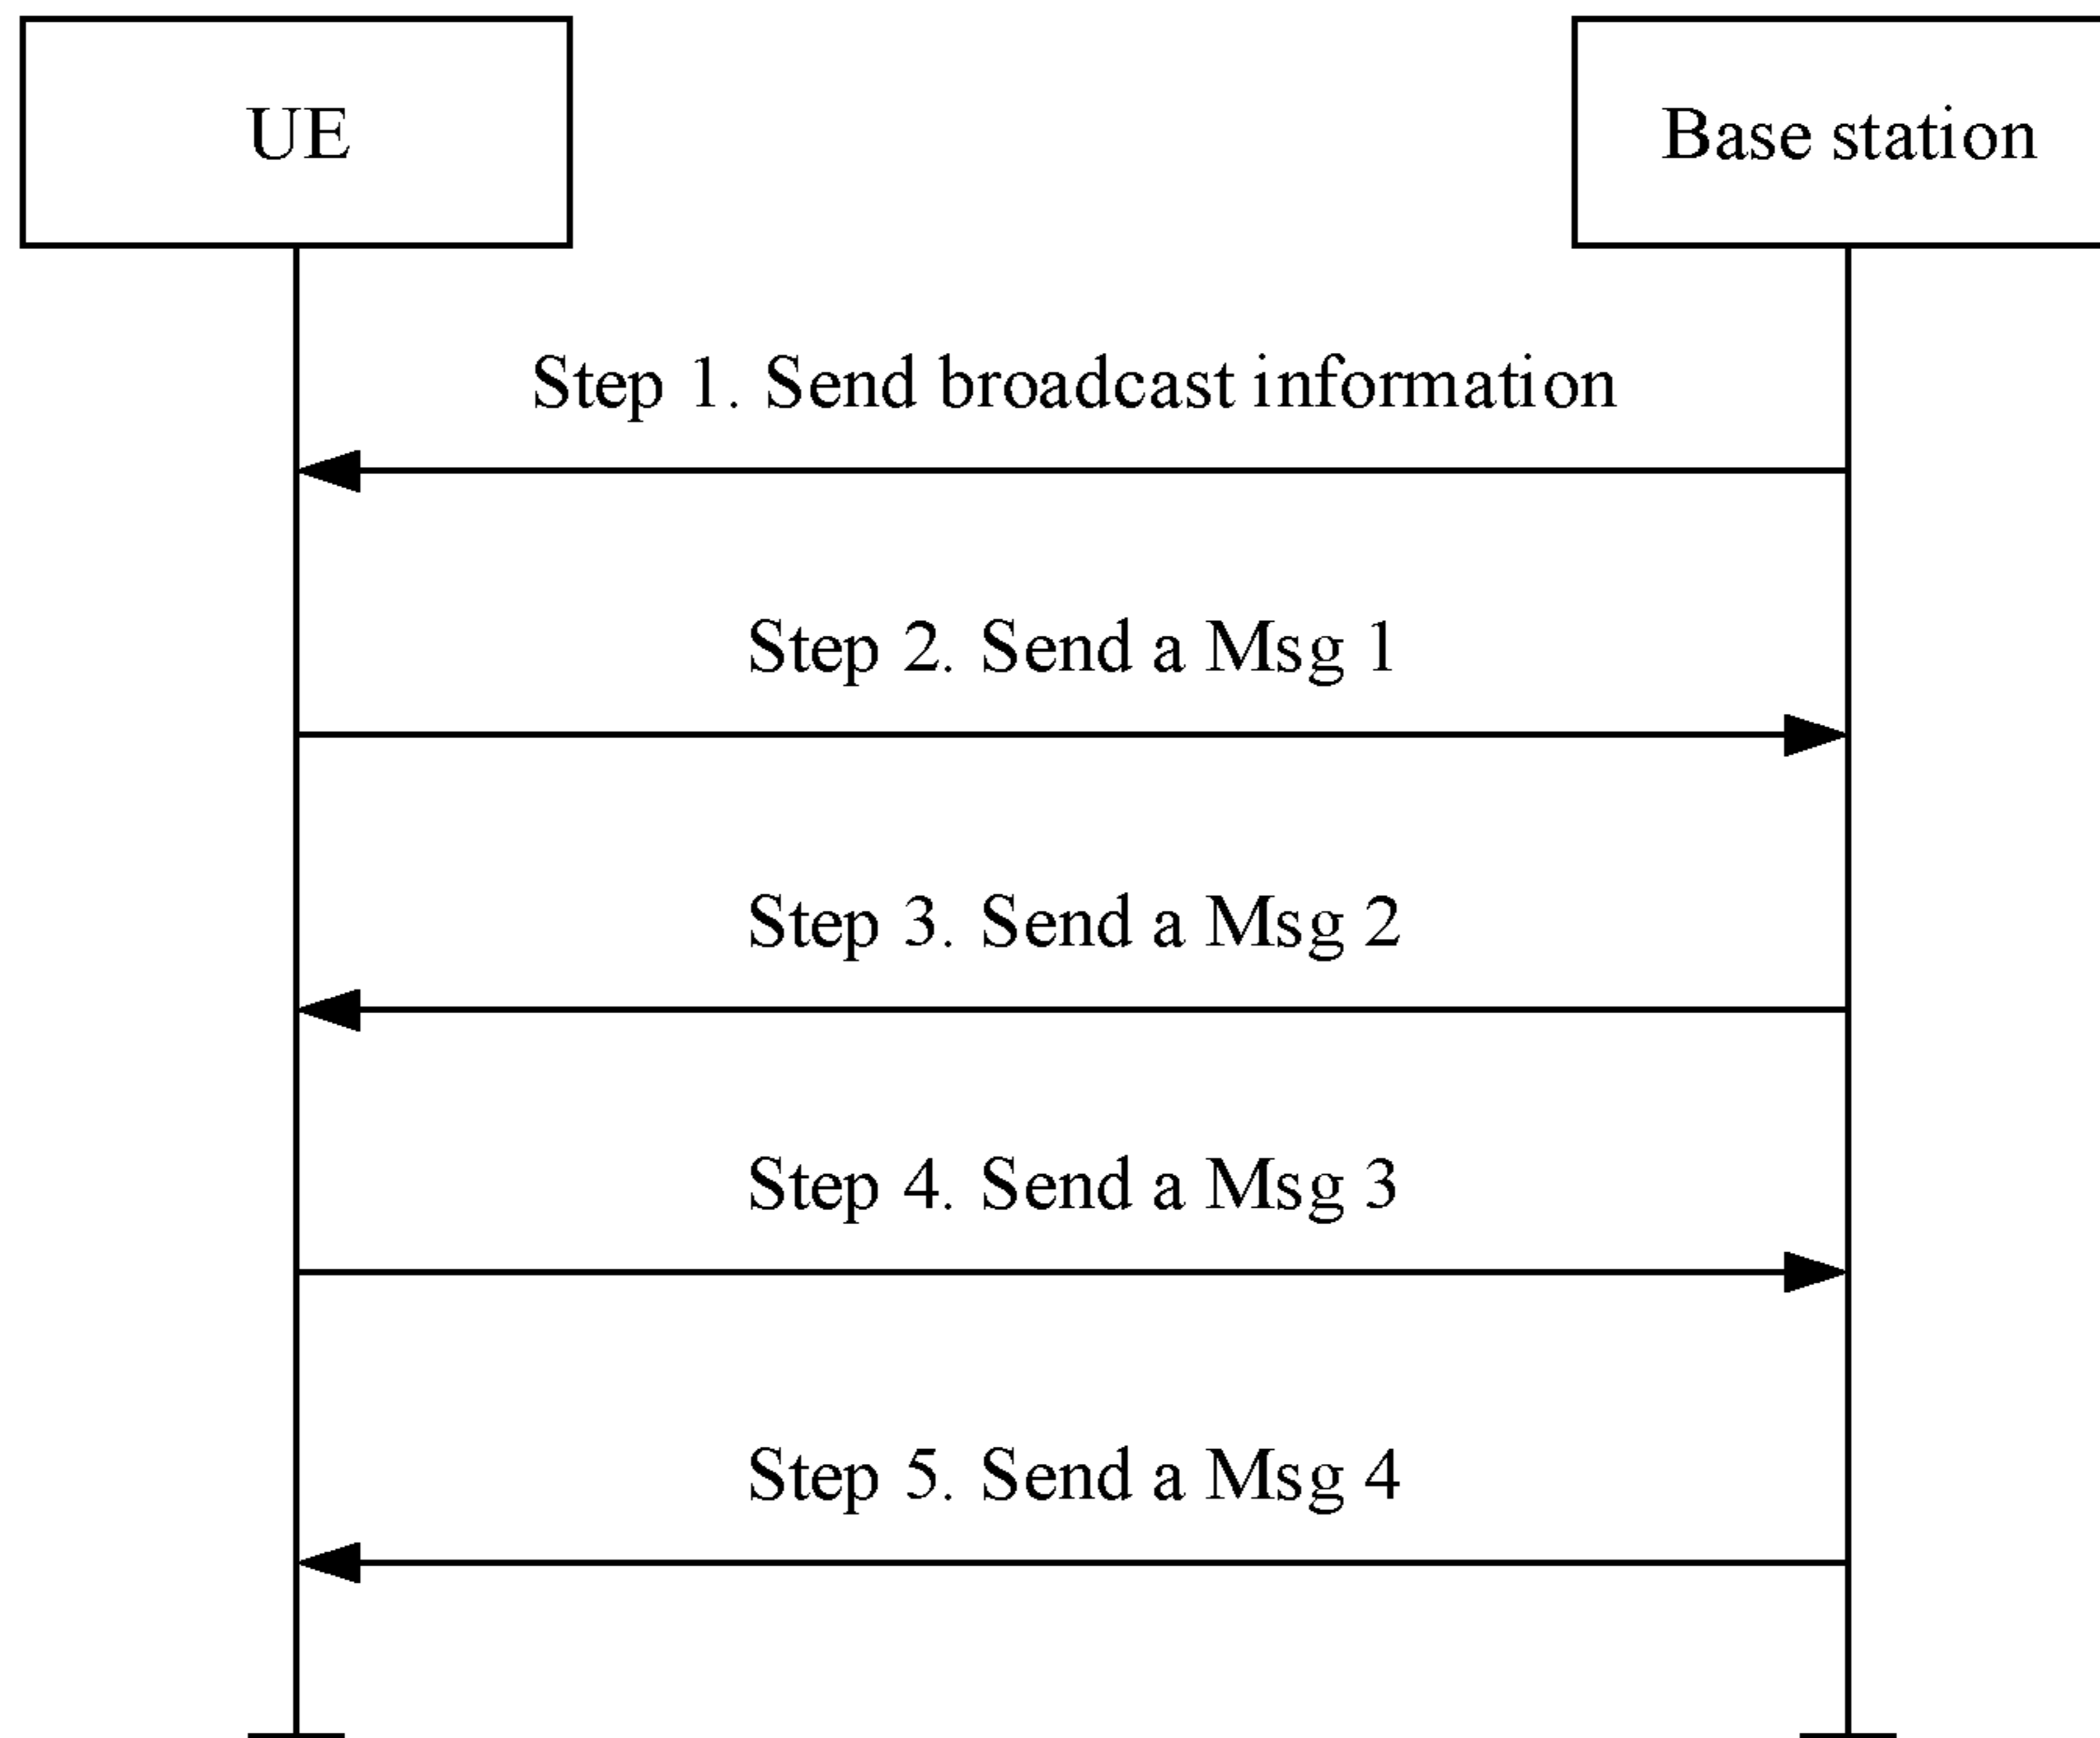 UE
Base station
Step 1. Send broadcast information
Step 2. Send a Msg 1
Step 3. Send a Msg 2
Step 4. Send a Msg 3
Step 5. Send a Msg 4